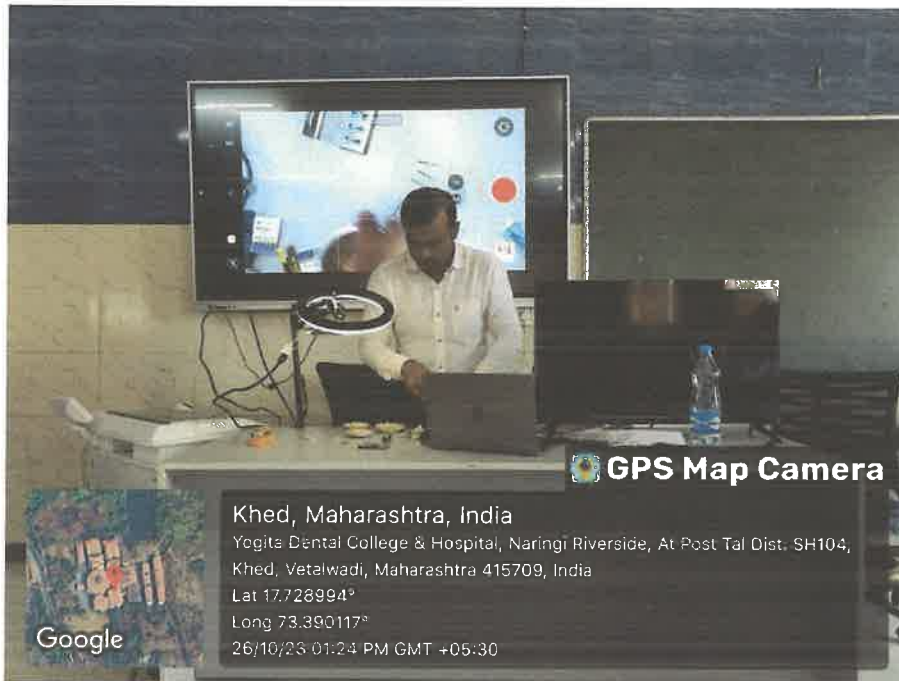 GPS Map Camera
Khed, Maharashtra, India
Yogita Dental College & Hospital, Naringi Riverside, At Post Tal Dist. SH104,
Khed, Vetalwadi, Maharashtra 415709, India
Lat 17.728994°
Long 73.390117°
26/10/23 01:24 PM GMT +05:30
Google